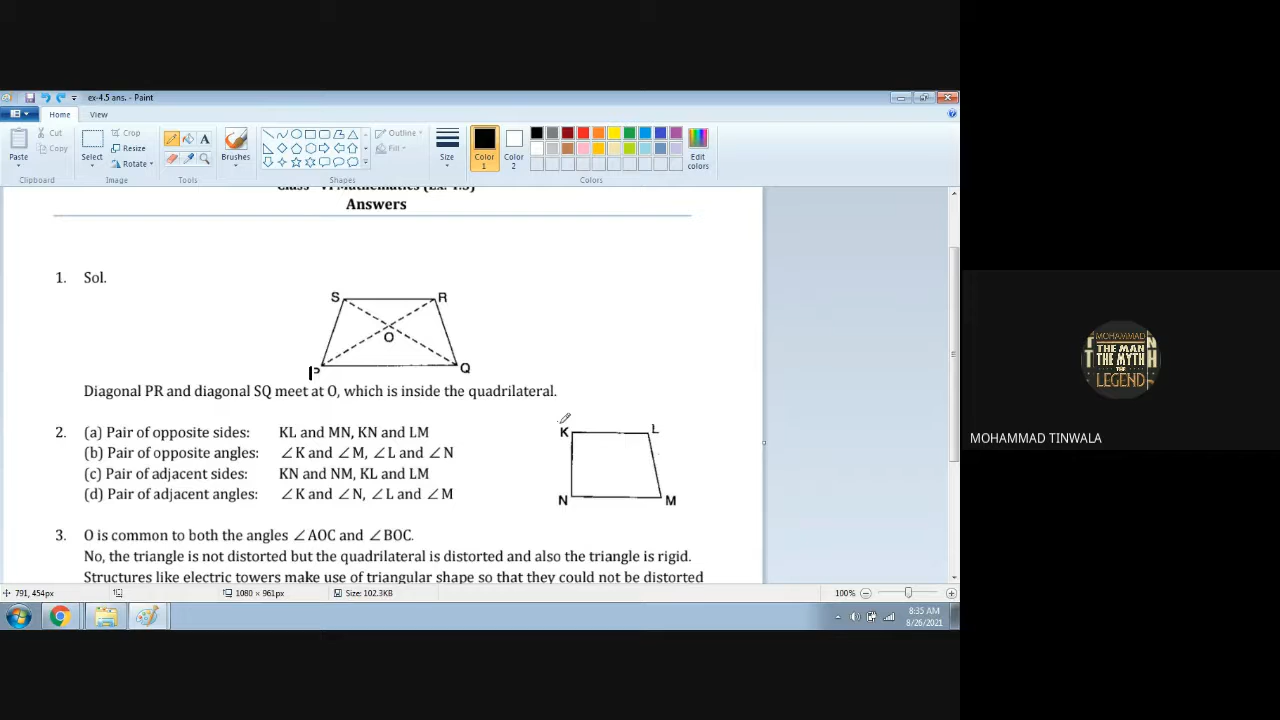 ex-4.5 ans. - Paint
Home View
Cut
Copy
Paste
Clipboard
Crop
Resize
Rotate
Select
Image
Tools
Brushes
Outline
Fill
Shapes
Size
Color 1
Color 2
Edit colors
Colors
Class - VI Mathematics (Ex. 4.5)
Answers
1. Sol.
S R
O
P Q
Diagonal PR and diagonal SQ meet at O, which is inside the quadrilateral.
2. (a) Pair of opposite sides: KL and MN, KN and LM
(b) Pair of opposite angles: ∠K and ∠M, ∠L and ∠N
(c) Pair of adjacent sides: KN and NM, KL and LM
(d) Pair of adjacent angles: ∠K and ∠N, ∠L and ∠M
K L
N M
3. O is common to both the angles ∠AOC and ∠BOC.
No, the triangle is not distorted but the quadrilateral is distorted and also the triangle is rigid.
Structures like electric towers make use of triangular shape so that they could not be distorted
791, 454px
1080 × 961px
Size: 102.3KB
100%
8:35 AM
8/26/2021
MOHAMMAD
THE MAN
THE MYTH
THE
LEGEND
MOHAMMAD TINWALA